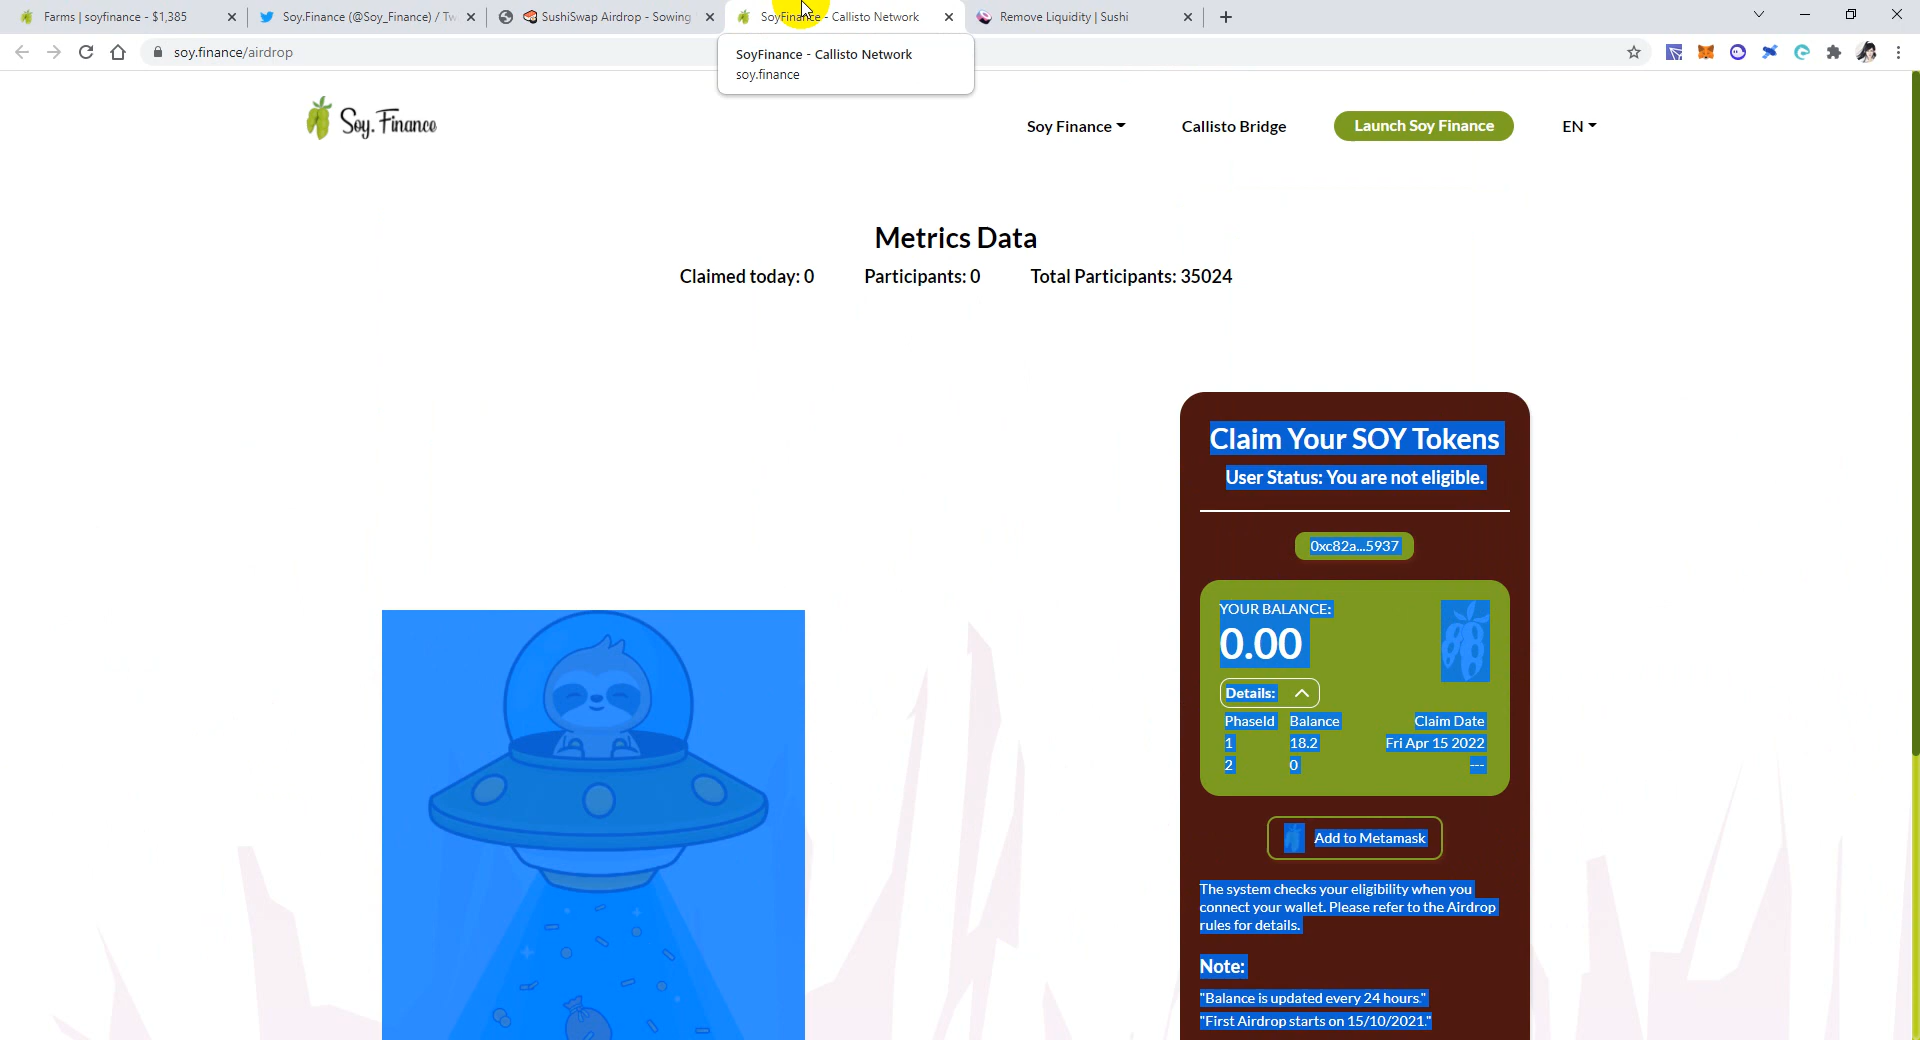 Farms | soyfinance - $1,385
Soy.Finance (@Soy_Finance) / Tw
SushiSwap Airdrop - Sowing
SoyFinance - Callisto Network
Remove Liquidity | Sushi
soy.finance/airdrop
SoyFinance - Callisto Network
soy.finance
Soy. Finance
Soy Finance
Callisto Bridge
Launch Soy Finance
EN
Metrics Data
Claimed today: 0
Participants: 0
Total Participants: 35024
Claim Your SOY Tokens
User Status: You are not eligible.
0xc82a...5937
YOUR BALANCE:
0.00
Details:
PhaseId Balance Claim Date
1 18.2 Fri Apr 15 2022
2 0 ---
Add to Metamask
The system checks your eligibility when you
connect your wallet. Please refer to the Airdrop
rules for details.
Note:
"Balance is updated every 24 hours."
"First Airdrop starts on 15/10/2021."